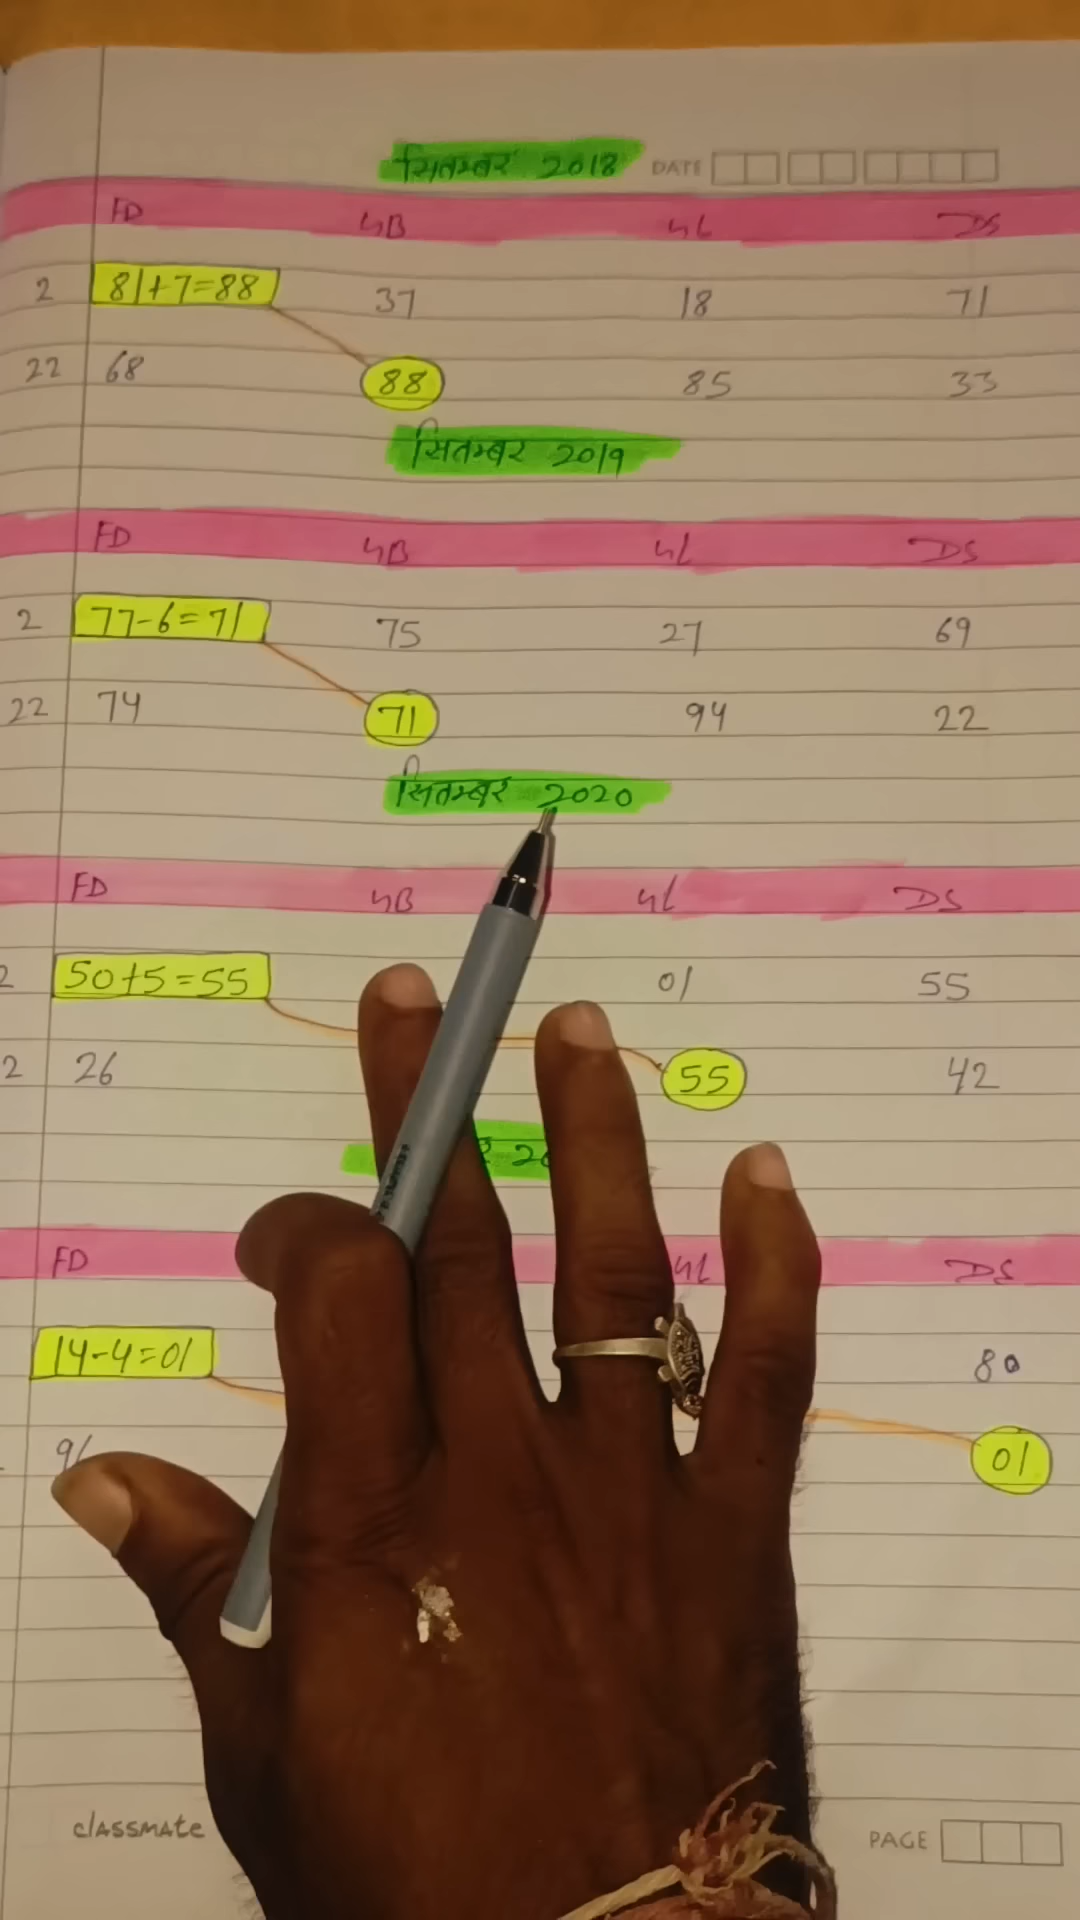 सितम्बर 2018 DATE
FD GB GL DS
2 81+7=88 37 18 71
22 68 88 85 33
सितम्बर 2019
FD GB GL DS
2 77-6=71 75 27 69
22 74 71 94 22
सितम्बर 2020
FD GB GL DS
2 50+5=55 01 55
2 26 55 42
FD GL DS
14-4=01 80
01
classmate PAGE